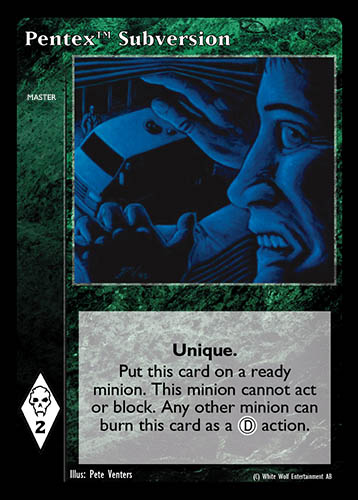 Pentex™ Subversion
MASTER
Unique.
Put this card on a ready
minion. This minion cannot act
or block. Any other minion can
burn this card as a Ⓓ action.
2
Illus: Pete Venters
(C) White Wolf Entertainment AB